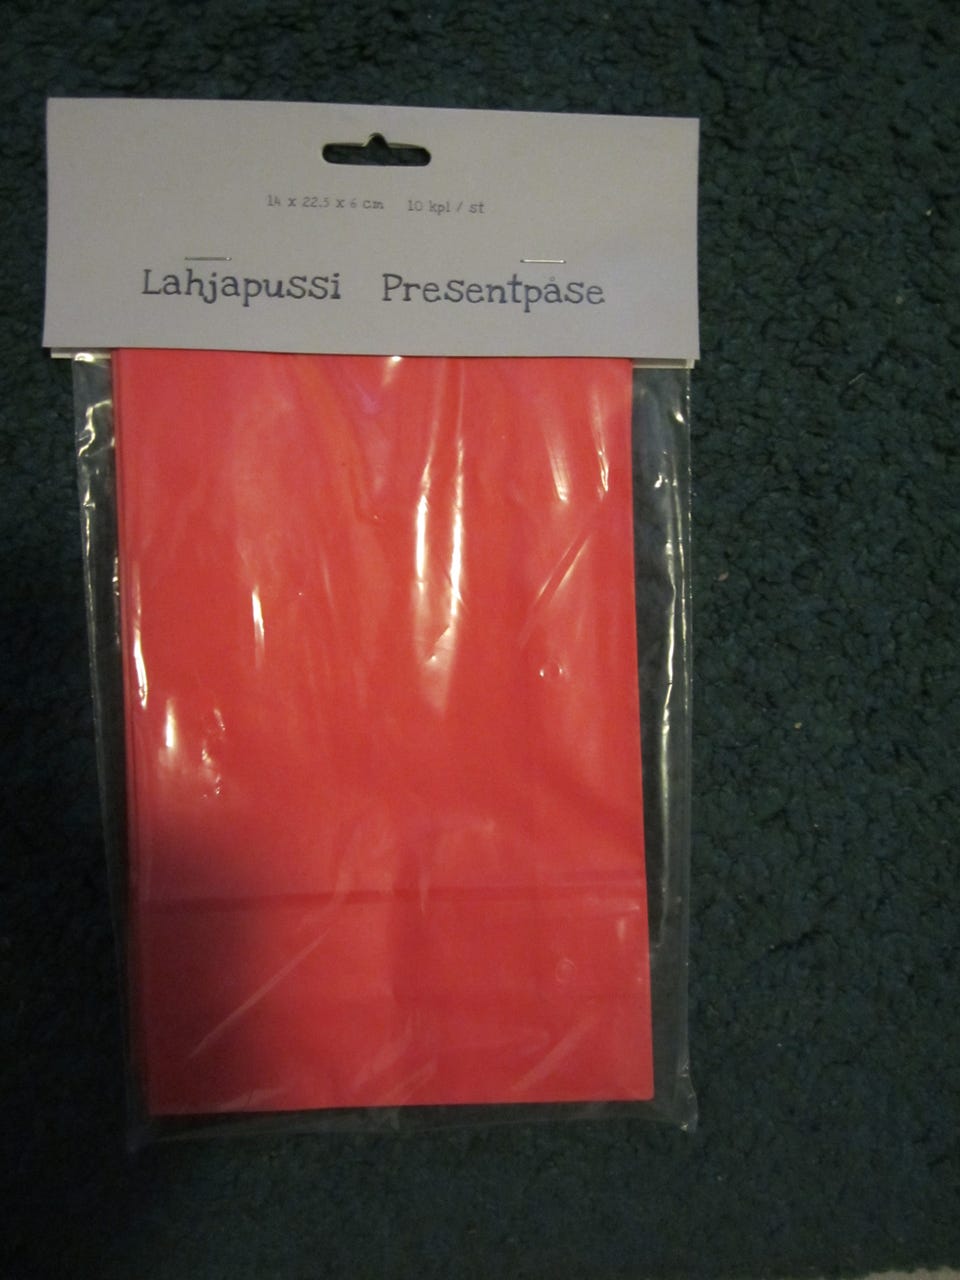 14 x 22.5 x 6 cm 10 kpl / st
Lahjapussi Presentpåse